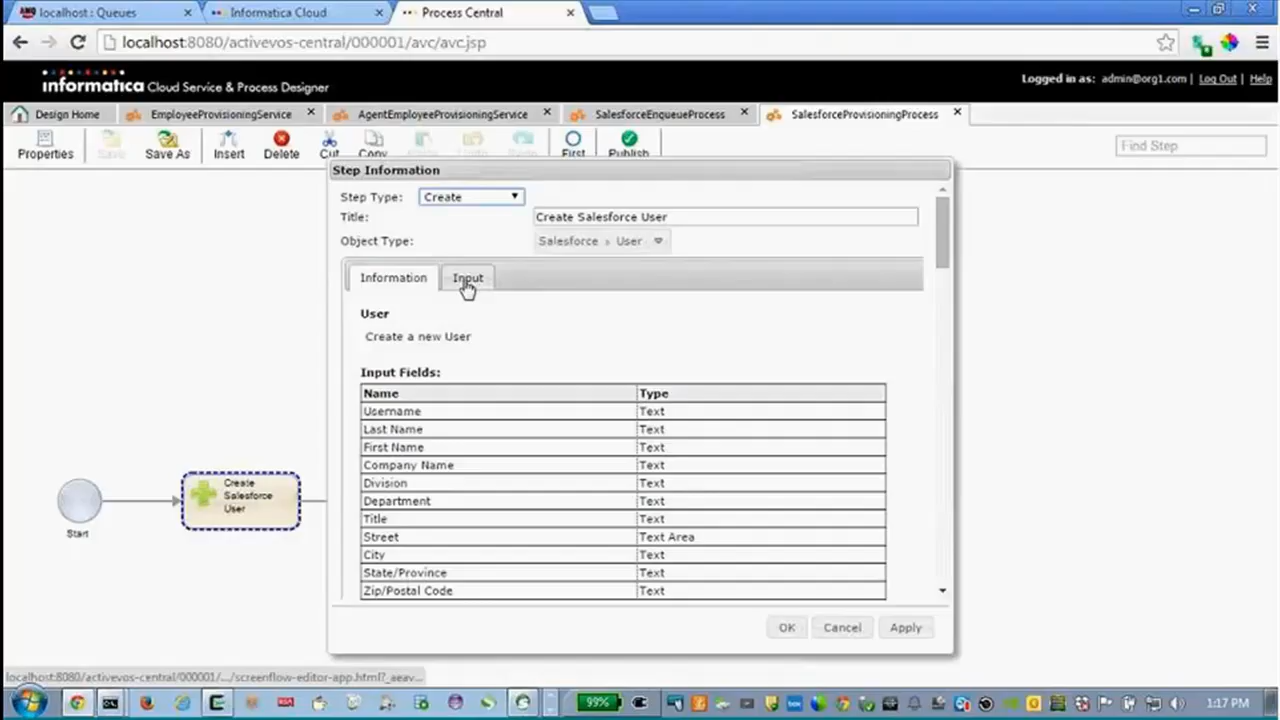 localhost : Queues
Informatica Cloud
Process Central
localhost:8080/activevos-central/000001/avc/avc.jsp
informatica Cloud Service & Process Designer
Logged in as: admin@org1.com | Log Out | Help
Design Home
EmployeeProvisioningService
AgentEmployeeProvisioningService
SalesforceEnqueueProcess
SalesforceProvisioningProcess
Properties
Save As
Insert
Delete
Cut
Copy
First
Publish
Find Step
Step Information
Step Type: Create
Title: Create Salesforce User
Object Type: Salesforce » User
Information
Input
User
Create a new User
Input Fields:
Name Type
Username Text
Last Name Text
First Name Text
Company Name Text
Division Text
Department Text
Title Text
Street Text Area
City Text
State/Province Text
Zip/Postal Code Text
Create
Salesforce
User
Start
OK
Cancel
Apply
localhost:8080/activevos-central/000001/.../screenflow-editor-app.html?_aeav...
99%
1:17 PM